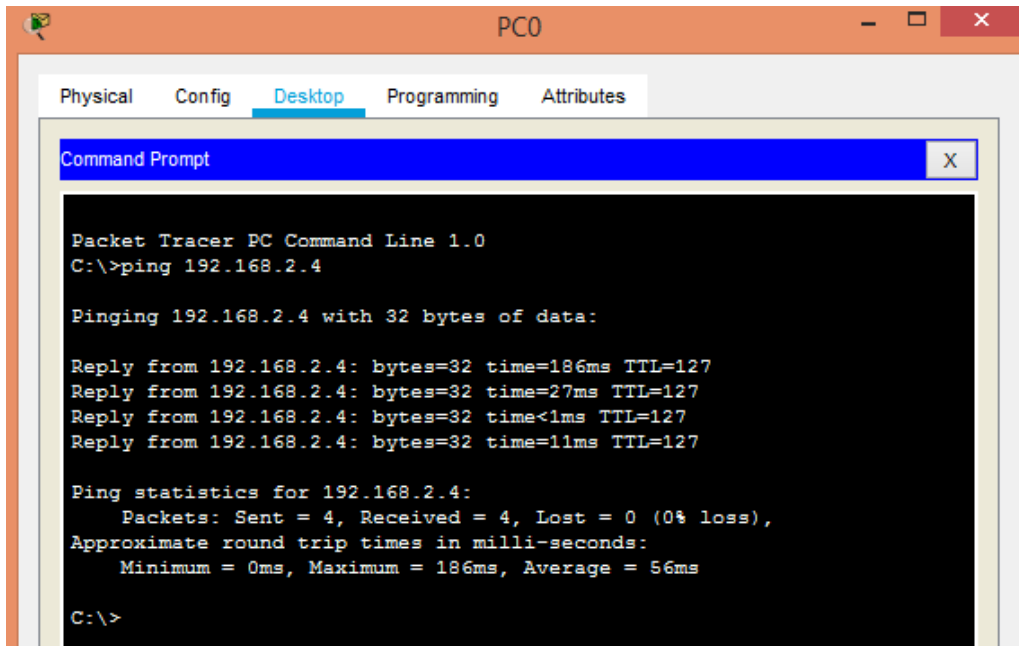 PC0
Physical Config Desktop Programming Attributes
Command Prompt
X
Packet Tracer PC Command Line 1.0
C:\>ping 192.168.2.4
Pinging 192.168.2.4 with 32 bytes of data:
Reply from 192.168.2.4: bytes=32 time=186ms TTL=127
Reply from 192.168.2.4: bytes=32 time=27ms TTL=127
Reply from 192.168.2.4: bytes=32 time<1ms TTL=127
Reply from 192.168.2.4: bytes=32 time=11ms TTL=127
Ping statistics for 192.168.2.4:
Packets: Sent = 4, Received = 4, Lost = 0 (0% loss),
Approximate round trip times in milli-seconds:
Minimum = 0ms, Maximum = 186ms, Average = 56ms
C:\>